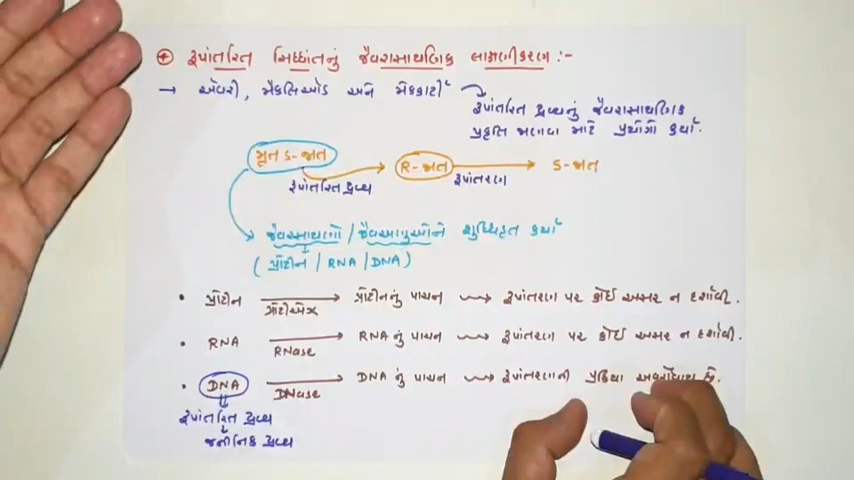 રૂપાંતરિત સિધ્ધાંતનું જૈવરાસાયણિક લાક્ષણીકરણ :-
→ એવરી, મૈકલિઓડ અને મેકકાર્ટી
રૂપાંતરિત દ્રવ્યનું જૈવરાસાયણિક
પ્રકૃતિ જાણવા માટે પ્રયોગો કર્યા.
મૃત S-જાત → R-જાત → S-જાત
રૂપાંતરિત દ્રવ્ય રૂપાંતરણ
જૈવરસાયણો / જૈવઅણુઓને શુધ્ધિકૃત કર્યા
( પ્રોટીન / RNA / DNA )
• પ્રોટીન → પ્રોટીનનું પાચન રૂપાંતરણ પર કોઈ અસર ન દર્શાવી.
પ્રોટીએઝ
• RNA → RNA નું પાચન રૂપાંતરણ પર કોઈ અસર ન દર્શાવી.
RNase
• DNA → DNA નું પાચન રૂપાંતરણની પ્રક્રિયા
DNase
રૂપાંતરિત દ્રવ્ય
જનીનિક દ્રવ્ય